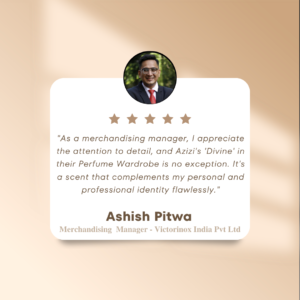 "As a merchandising manager, I appreciate
the attention to detail, and Azizi's 'Divine' in
their Perfume Wardrobe is no exception. It's
a scent that complements my personal and
professional identity flawlessly."
Ashish Pitwa
Merchandising Manager - Victorinox India Pvt Ltd